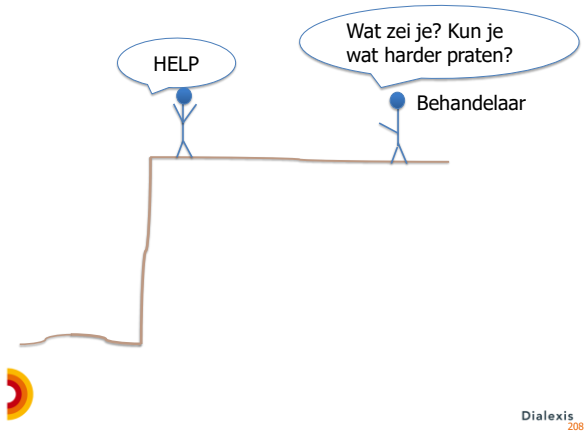 Wat zei je? Kun je
wat harder praten?
HELP
Behandelaar
Dialexis
208